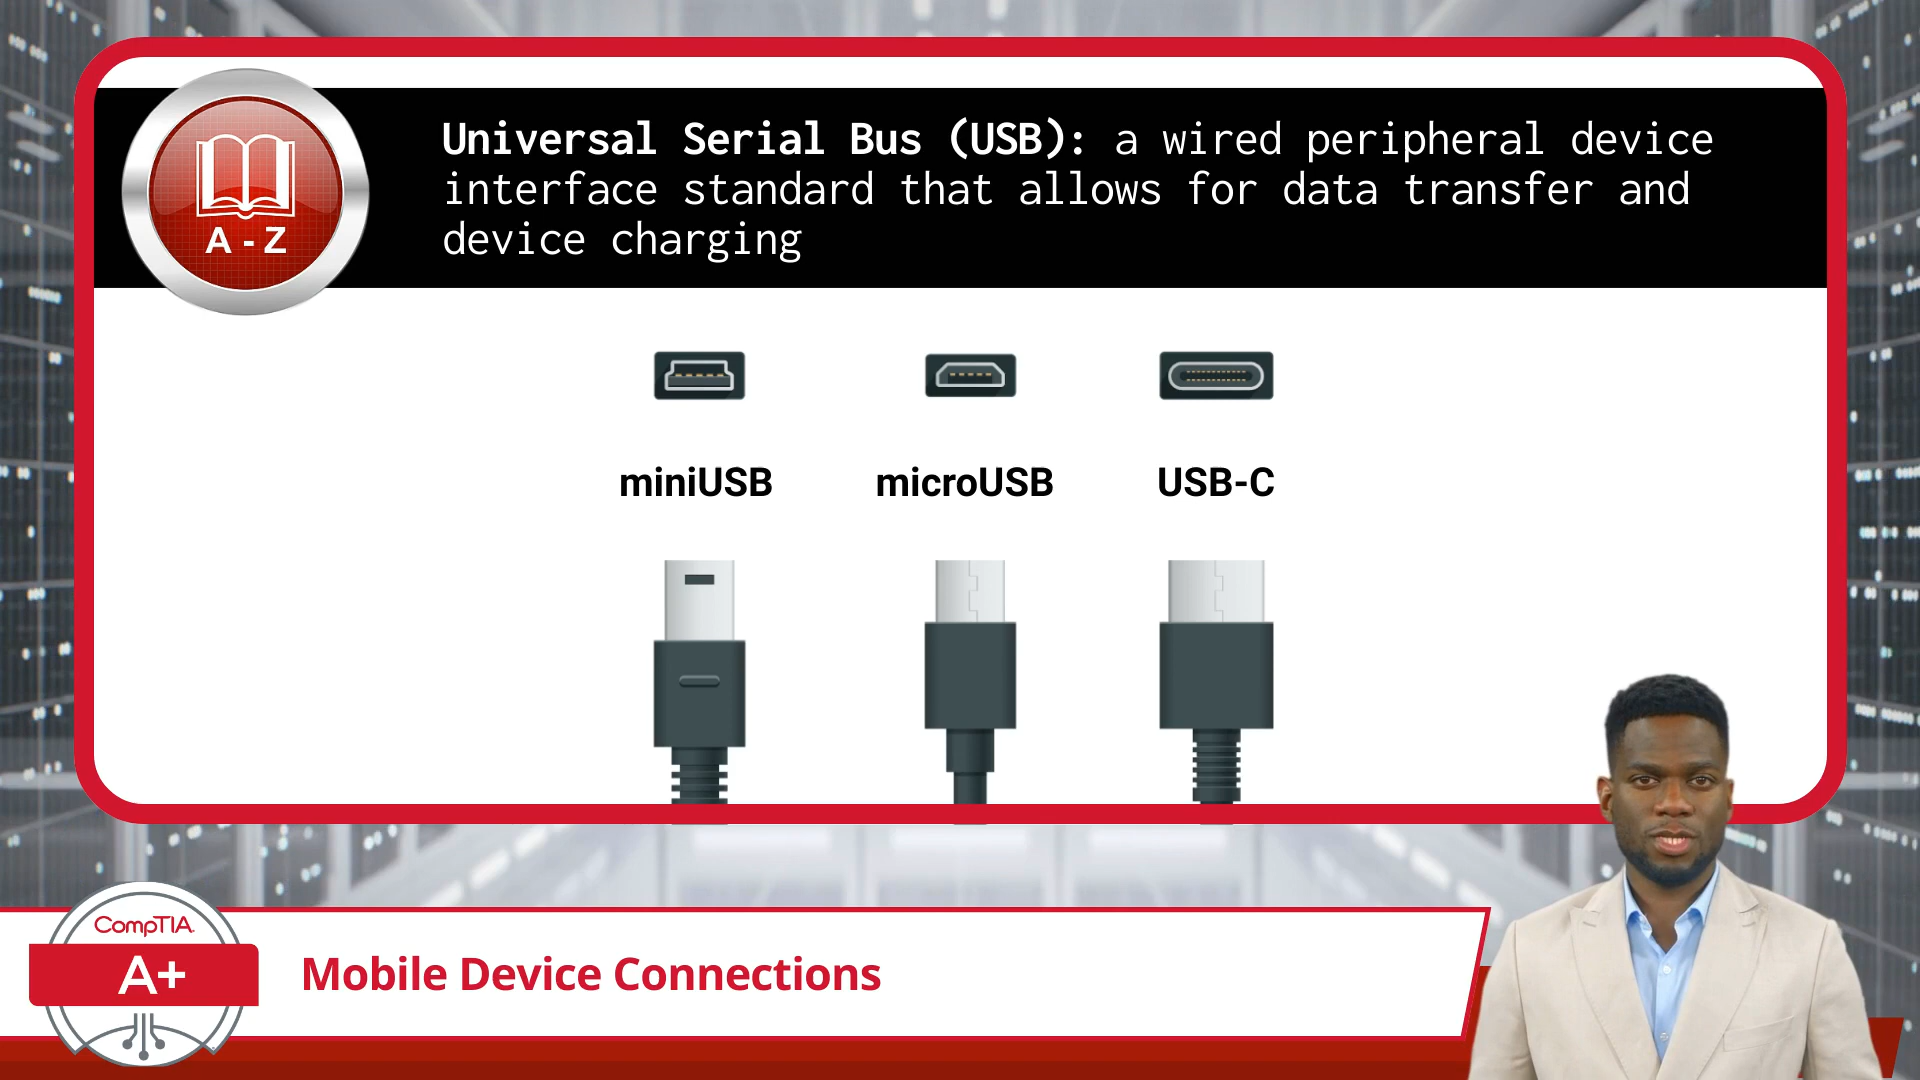 Universal Serial Bus (USB): a wired peripheral device
interface standard that allows for data transfer and
device charging
A - Z
miniUSB
microUSB
USB-C
CompTIA.
A+
Mobile Device Connections